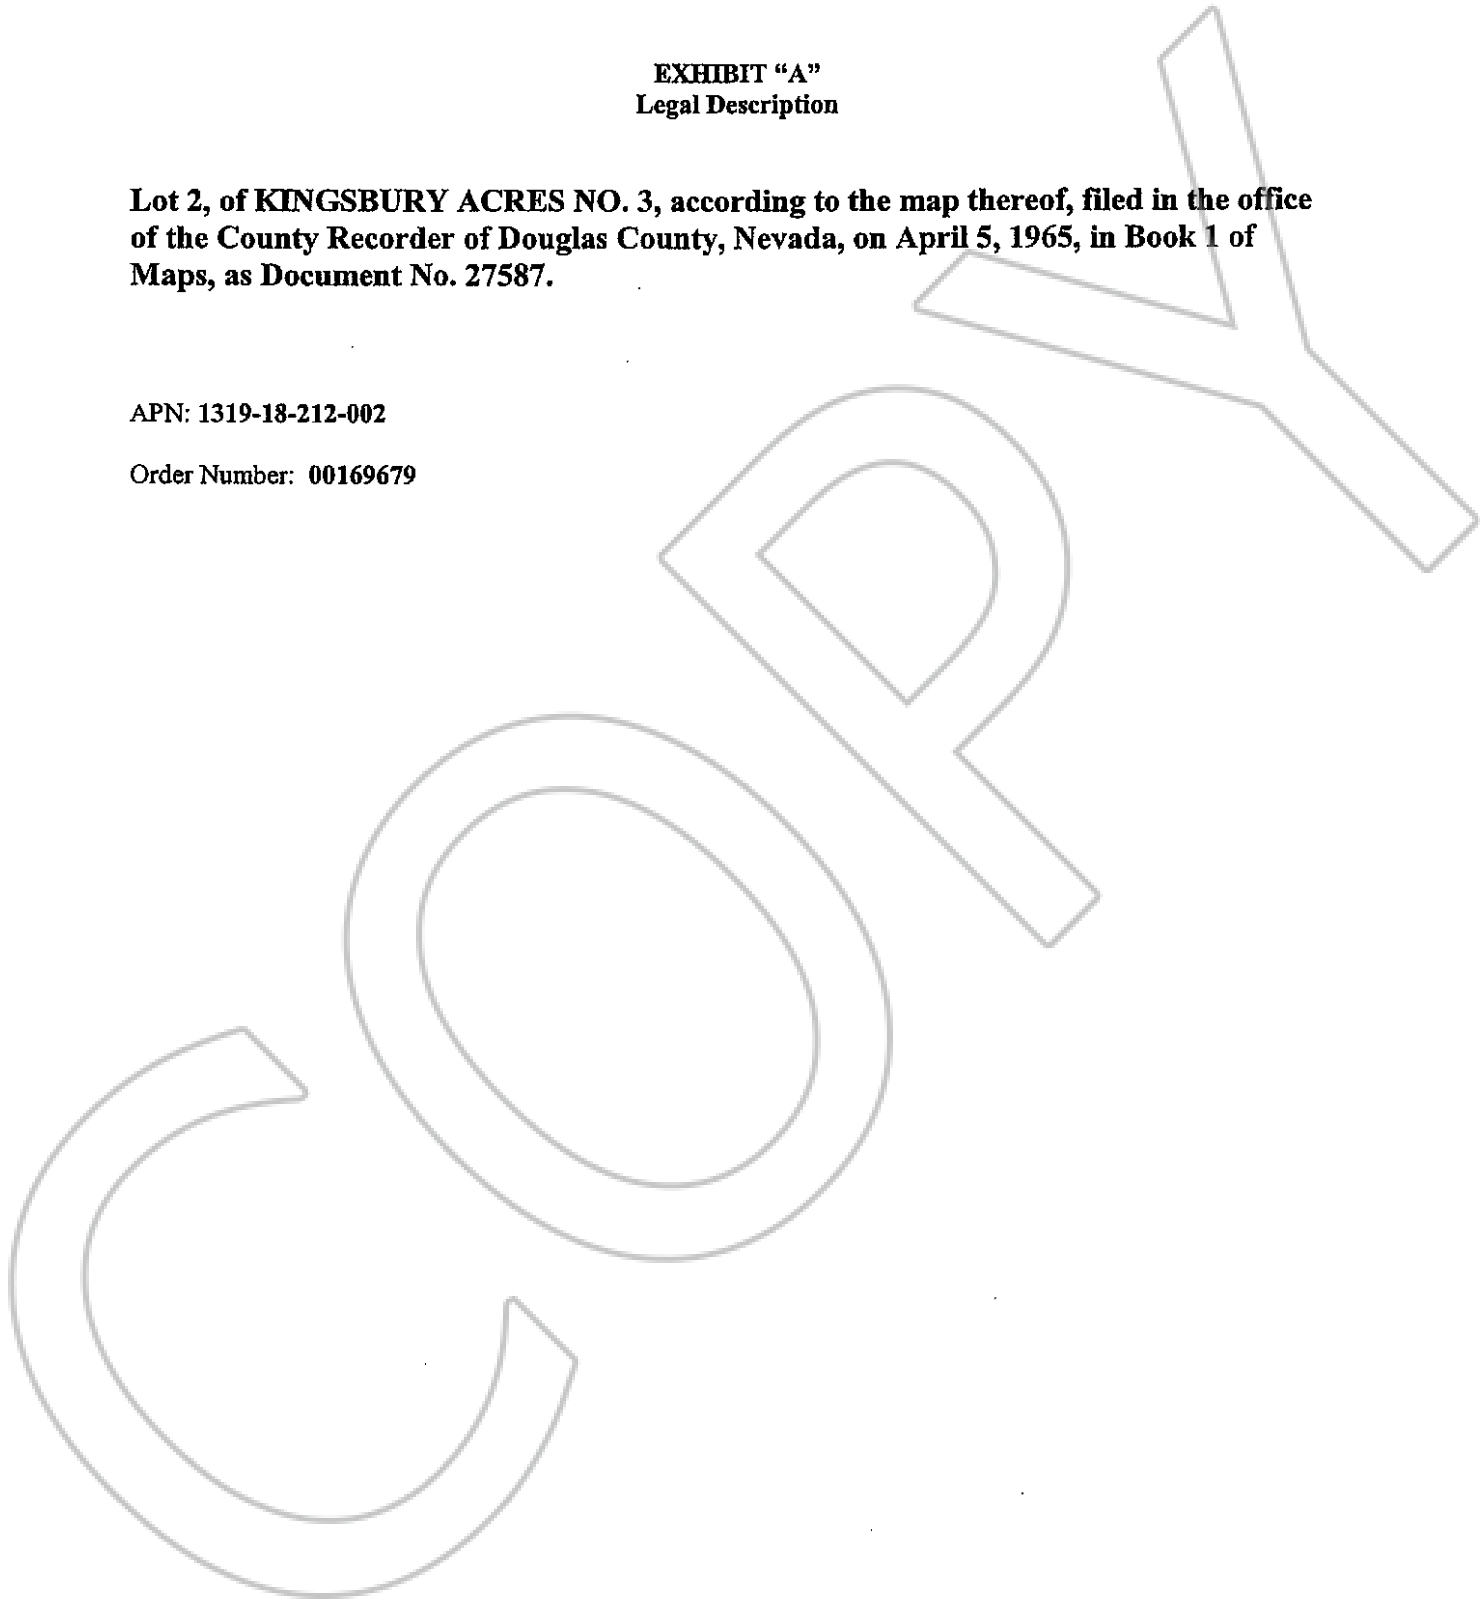 EXHIBIT “A”
Legal Description
Lot 2, of KINGSBURY ACRES NO. 3, according to the map thereof, filed in the office
of the County Recorder of Douglas County, Nevada, on April 5, 1965, in Book 1 of
Maps, as Document No. 27587.
APN: 1319-18-212-002
Order Number: 00169679
COPY